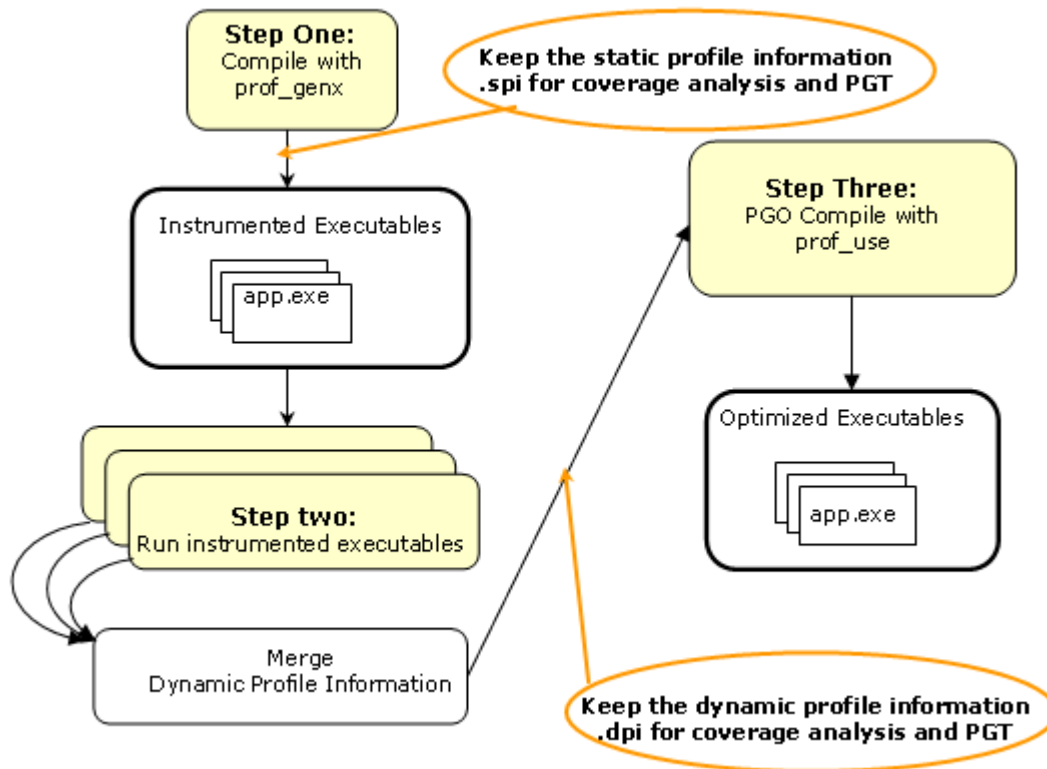 Step One:
Compile with
prof_genx
Keep the static profile information
.spi for coverage analysis and PGT
Instrumented Executables
app.exe
Step two:
Run instrumented executables
Merge
Dynamic Profile Information
Step Three:
PGO Compile with
prof_use
Optimized Executables
app.exe
Keep the dynamic profile information
.dpi for coverage analysis and PGT